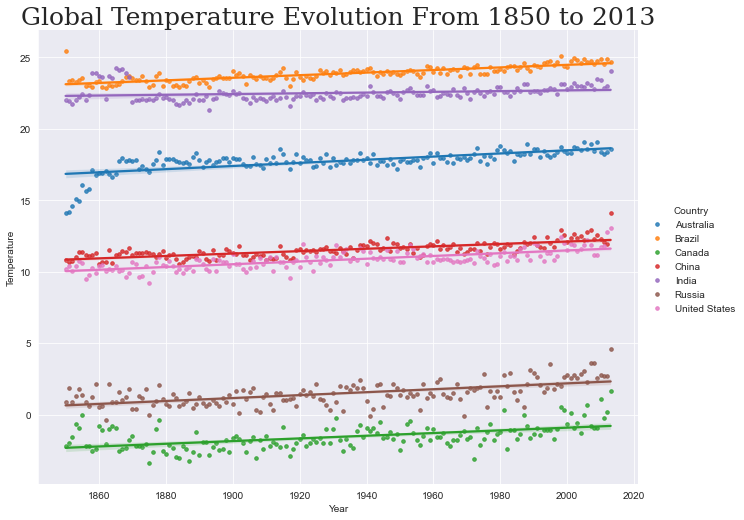 Global Temperature Evolution From 1850 to 2013
25
20
15
10
5
0
Temperature
1860 1880 1900 1920 1940 1960 1980 2000 2020
Year
Country
Australia
Brazil
Canada
China
India
Russia
United States